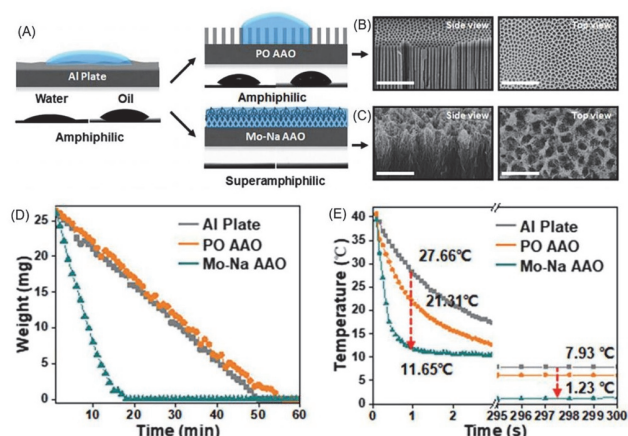 (A)
Al Plate
Water Oil
Amphiphilic
PO AAO
Amphiphilic
Mo-Na AAO
Superamphiphilic
(B)
Side view
Top view
(C)
Side view
Top view
(D)
Weight (mg)
25
20
15
10
5
0
Al Plate
PO AAO
Mo-Na AAO
10 20 30 40 50 60
Time (min)
(E)
Temperature (℃)
40
35
30
25
20
15
10
5
0
Al Plate
PO AAO
Mo-Na AAO
27.66℃
21.31℃
11.65℃
7.93 ℃
1.23 ℃
0 1 2 295 296 297 298 299 300
Time (s)